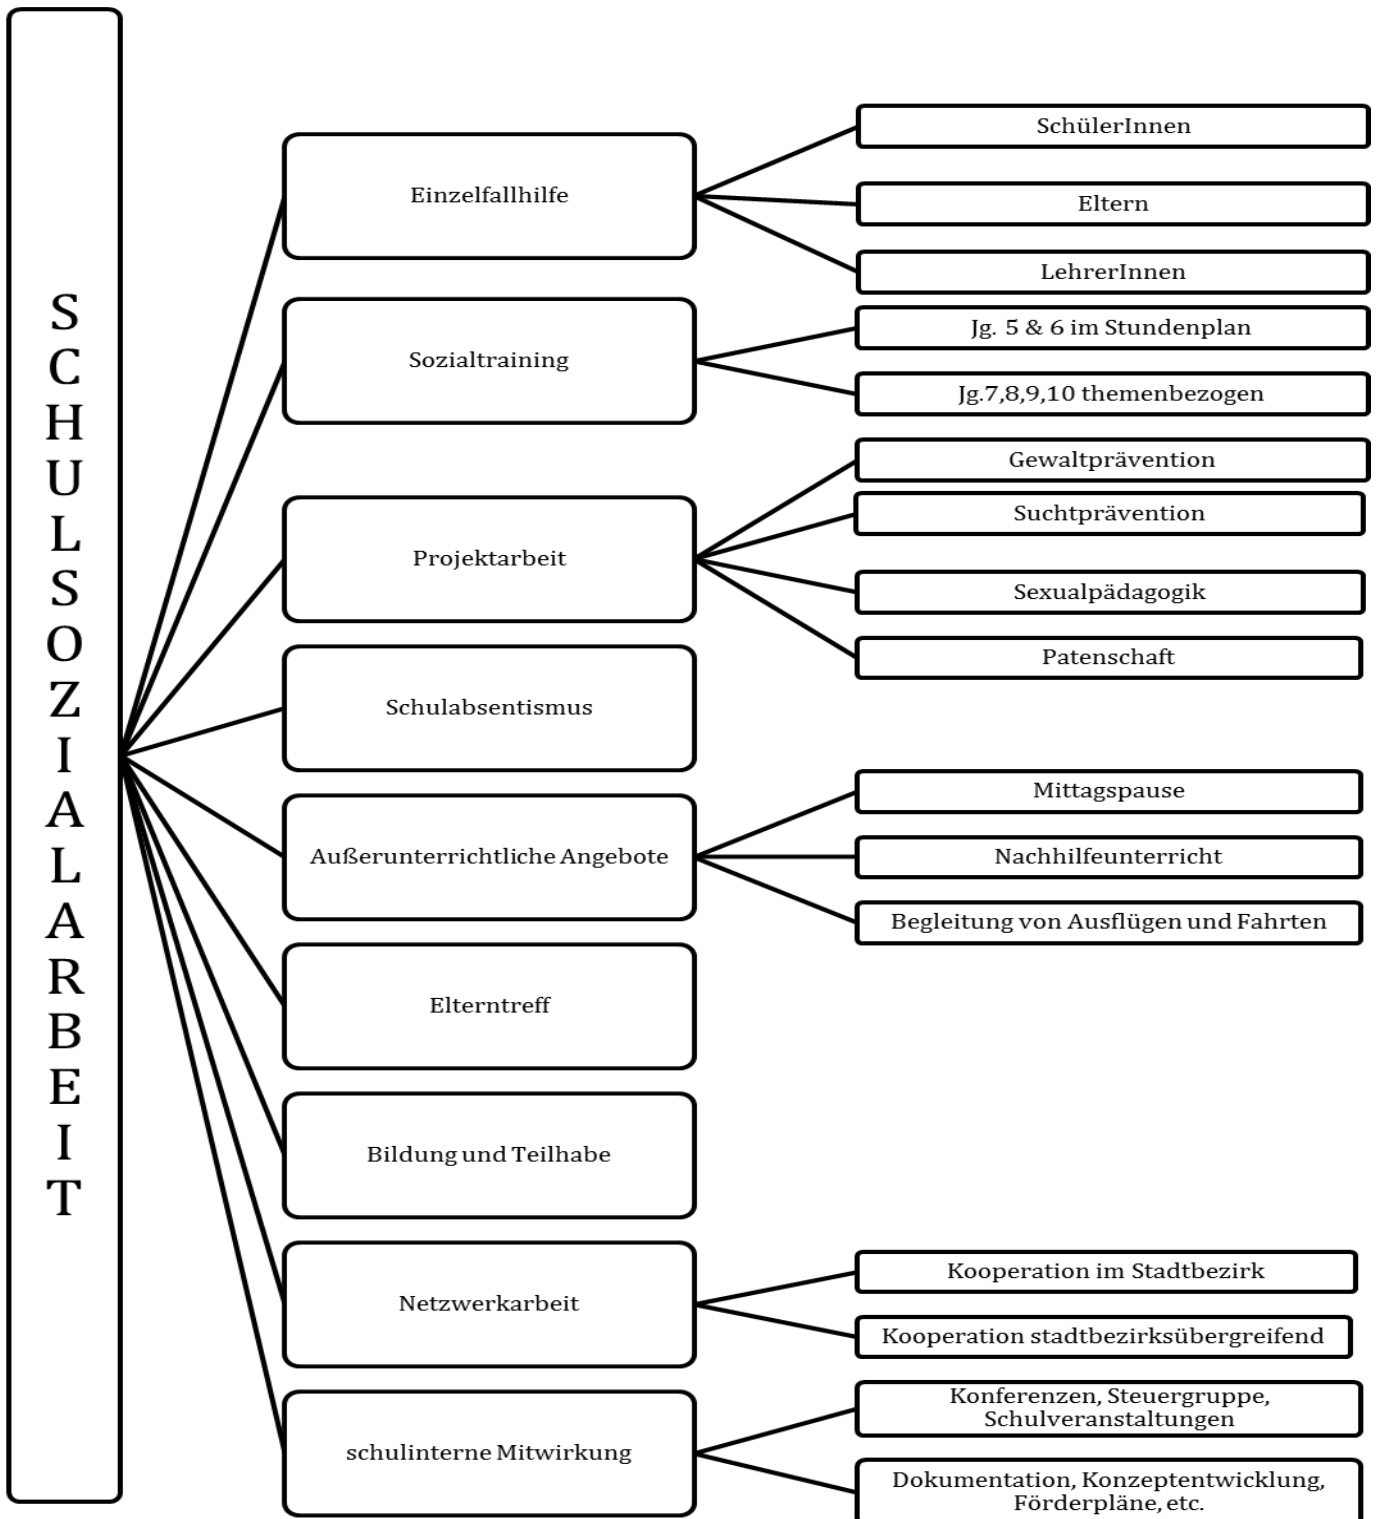 SCHULSOZIALARBEIT
Einzelfallhilfe
SchülerInnen
Eltern
LehrerInnen
Sozialtraining
Jg. 5 & 6 im Stundenplan
Jg.7,8,9,10 themenbezogen
Projektarbeit
Gewaltprävention
Suchtprävention
Sexualpädagogik
Patenschaft
Schulabsentismus
Außerunterrichtliche Angebote
Mittagspause
Nachhilfeunterricht
Begleitung von Ausflügen und Fahrten
Elterntreff
Bildung und Teilhabe
Netzwerkarbeit
Kooperation im Stadtbezirk
Kooperation stadtbezirksübergreifend
schulinterne Mitwirkung
Konferenzen, Steuergruppe,
Schulveranstaltungen
Dokumentation, Konzeptentwicklung,
Förderpläne, etc.